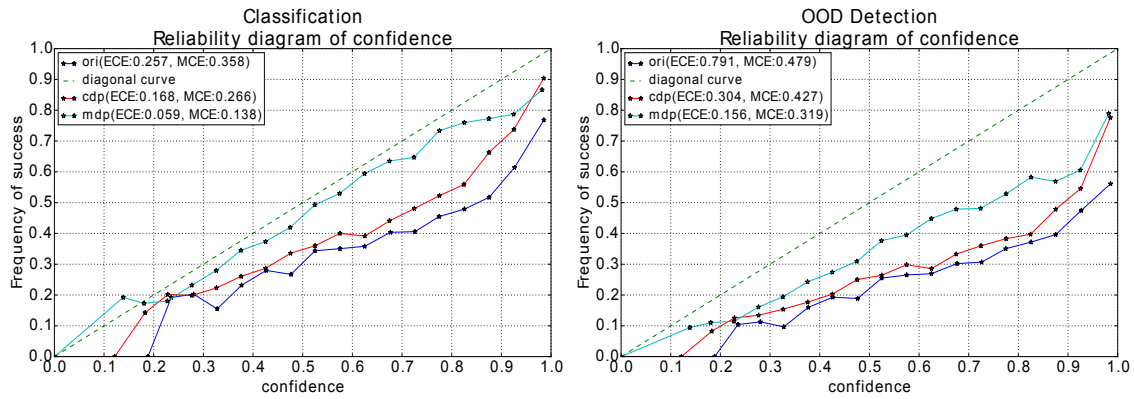 Classification
Reliability diagram of confidence
1.0
0.9
0.8
0.7
0.6
0.5
0.4
0.3
0.2
0.1
0.0
Frequency of success
ori(ECE:0.257, MCE:0.358)
diagonal curve
cdp(ECE:0.168, MCE:0.266)
mdp(ECE:0.059, MCE:0.138)
0.0 0.1 0.2 0.3 0.4 0.5 0.6 0.7 0.8 0.9 1.0
confidence
OOD Detection
Reliability diagram of confidence
1.0
0.9
0.8
0.7
0.6
0.5
0.4
0.3
0.2
0.1
0.0
Frequency of success
ori(ECE:0.791, MCE:0.479)
diagonal curve
cdp(ECE:0.304, MCE:0.427)
mdp(ECE:0.156, MCE:0.319)
0.0 0.1 0.2 0.3 0.4 0.5 0.6 0.7 0.8 0.9 1.0
confidence